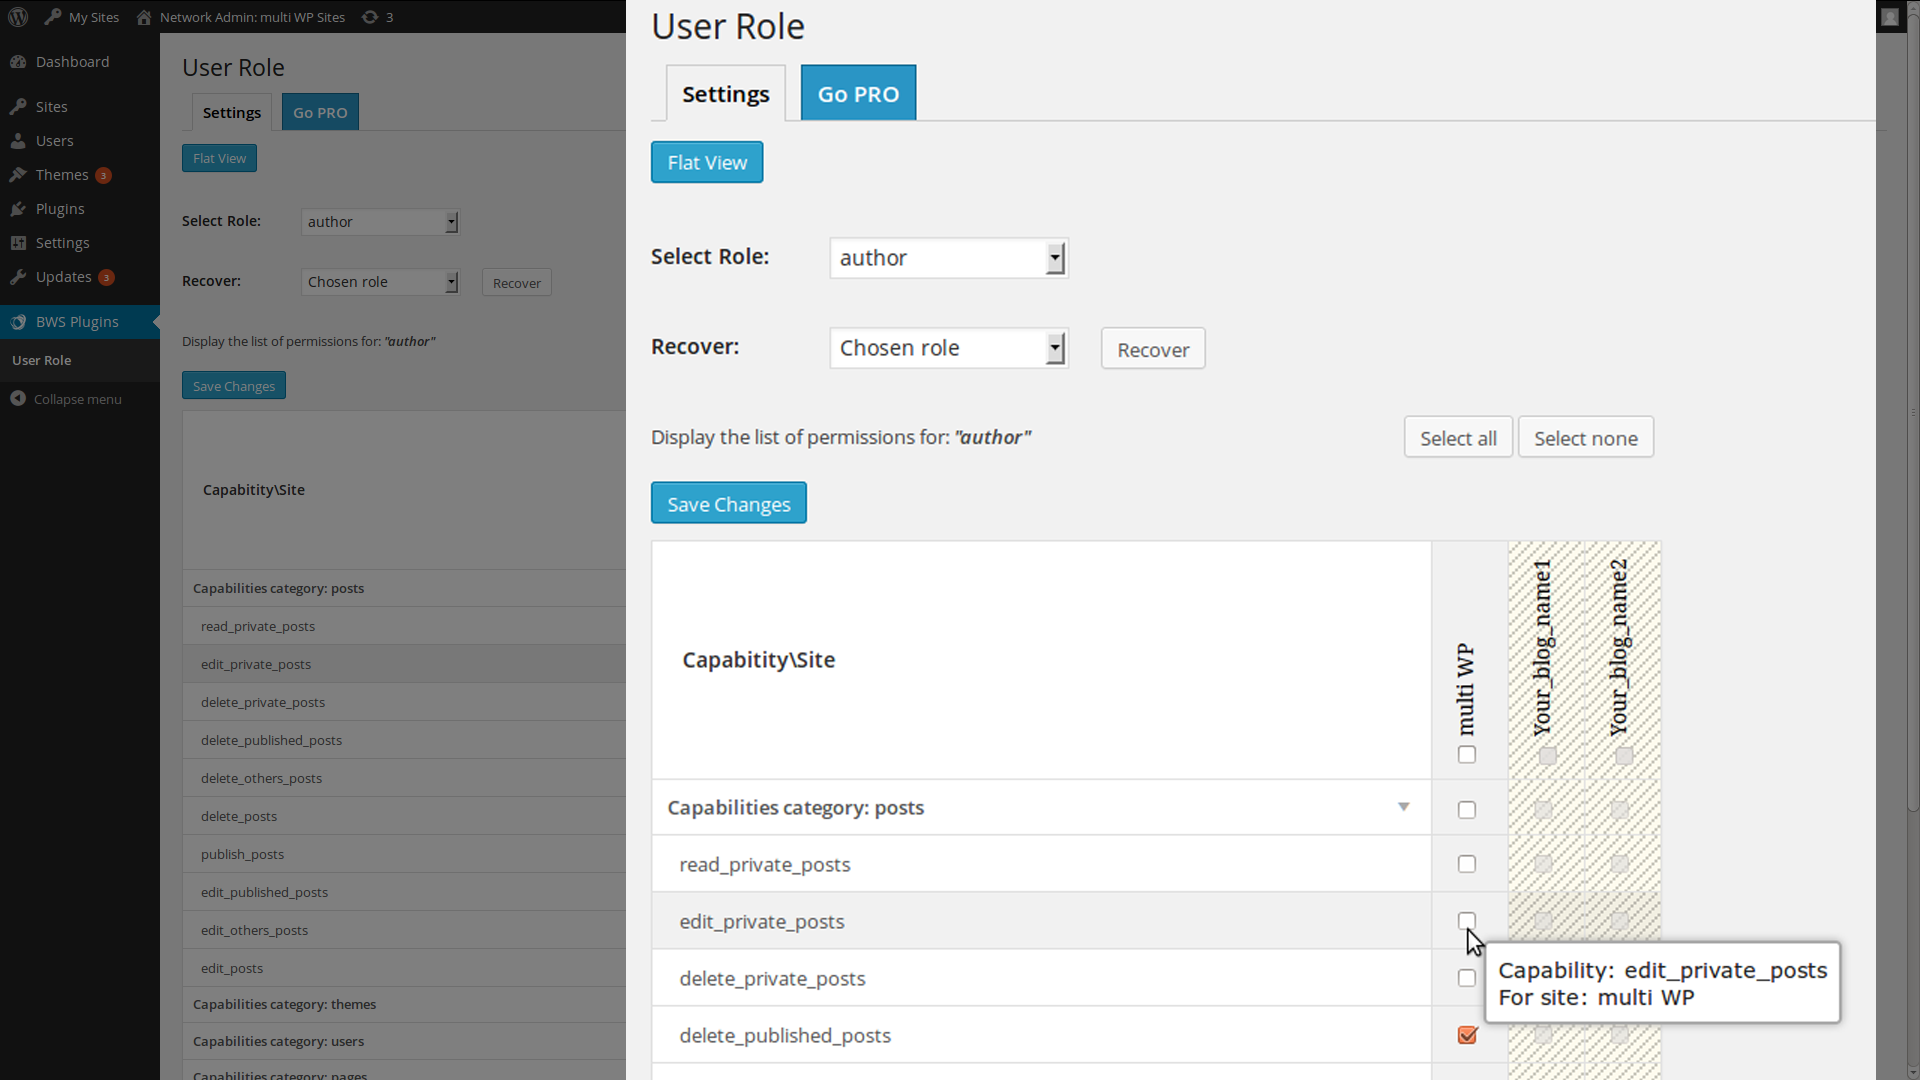 My Sites
Network Admin: multi WP Sites
3
Dashboard
Sites
Users
Themes 3
Plugins
Settings
Updates 3
BWS Plugins
User Role
Collapse menu
User Role
Settings
Go PRO
Flat View
Select Role:
author
Recover:
Chosen role
Recover
Display the list of permissions for: "author"
Save Changes
Capabitity\Site
Capabilities category: posts
read_private_posts
edit_private_posts
delete_private_posts
delete_published_posts
delete_others_posts
delete_posts
publish_posts
edit_published_posts
edit_others_posts
edit_posts
Capabilities category: themes
Capabilities category: users
Capabilities category: pages
User Role
Settings
Go PRO
Flat View
Select Role:
author
Recover:
Chosen role
Recover
Display the list of permissions for: "author"
Select all
Select none
Save Changes
Capabitity\Site
multi WP
Your_blog_name1
Your_blog_name2
Capabilities category: posts
read_private_posts
edit_private_posts
delete_private_posts
delete_published_posts
Capability: edit_private_posts
For site: multi WP